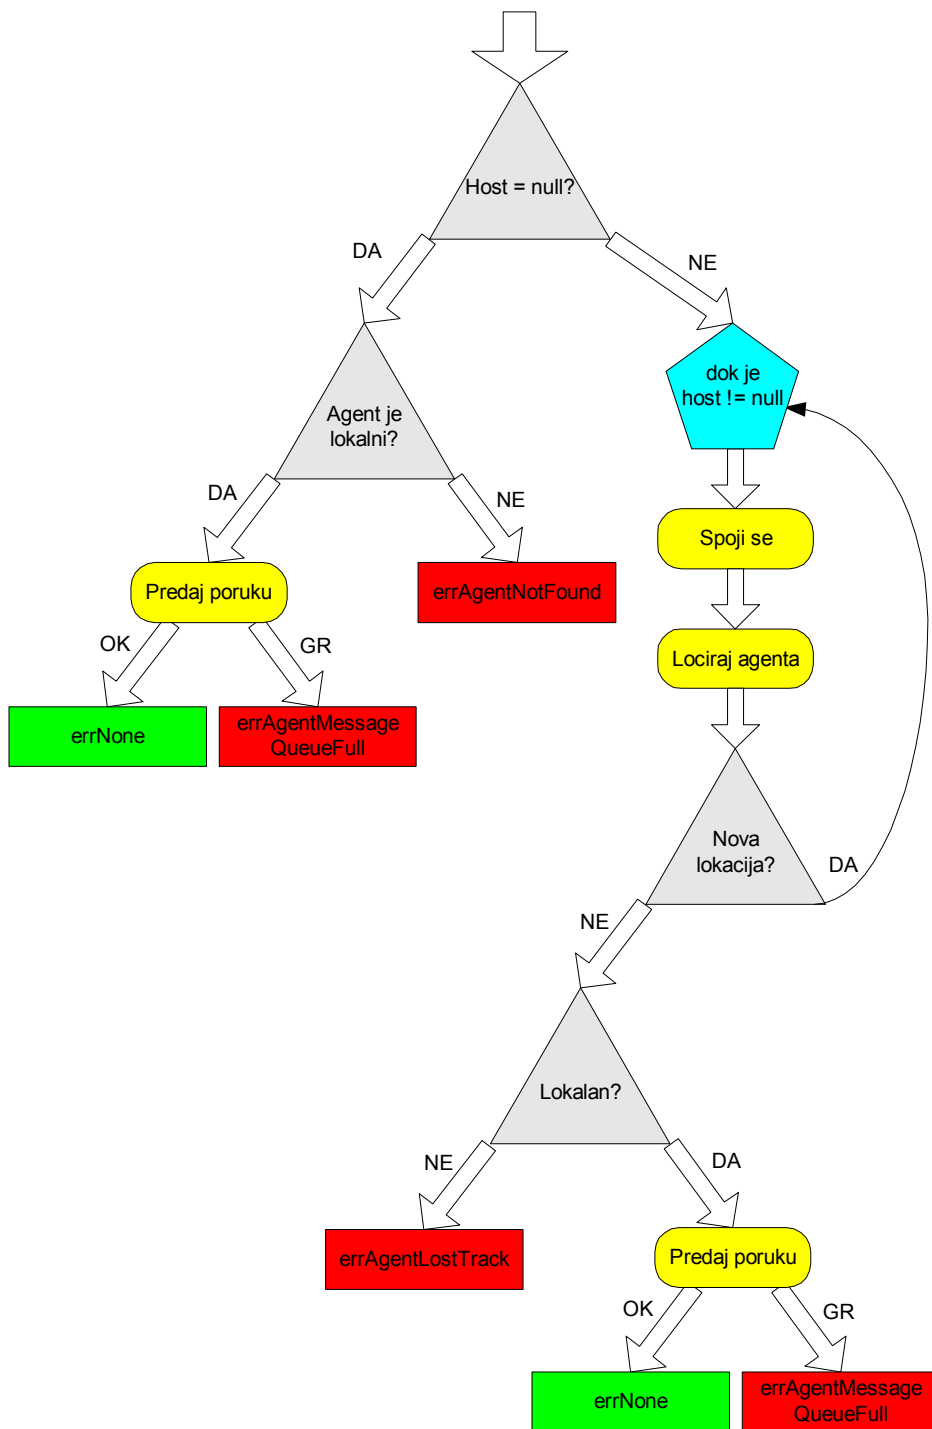 Host = null?
DA
NE
dok je
host != null
Agent je
lokalni?
DA
NE
Spoji se
Predaj poruku
errAgentNotFound
OK
GR
Lociraj agenta
errNone
errAgentMessage
QueueFull
Nova
lokacija?
DA
NE
Lokalan?
NE
DA
errAgentLostTrack
Predaj poruku
OK
GR
errNone
errAgentMessage
QueueFull